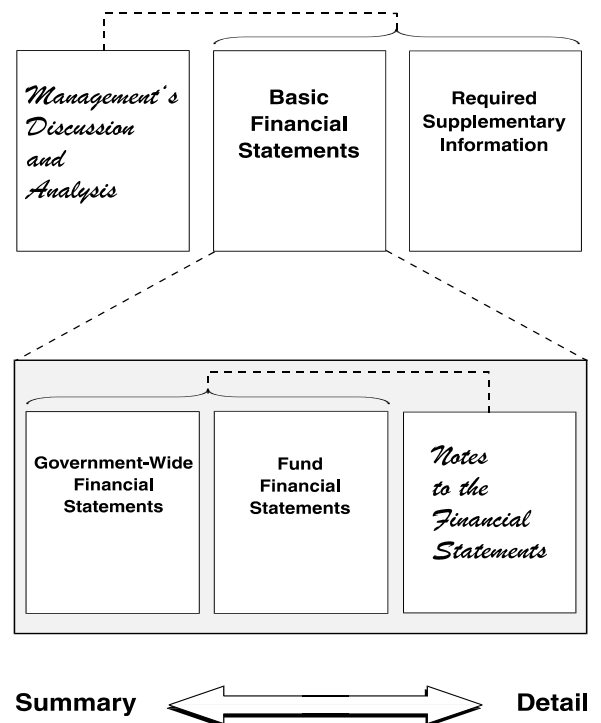 Management's
Discussion
and
Analysis
Basic
Financial
Statements
Required
Supplementary
Information
Government-Wide
Financial
Statements
Fund
Financial
Statements
Notes
to the
Financial
Statements
Summary
Detail